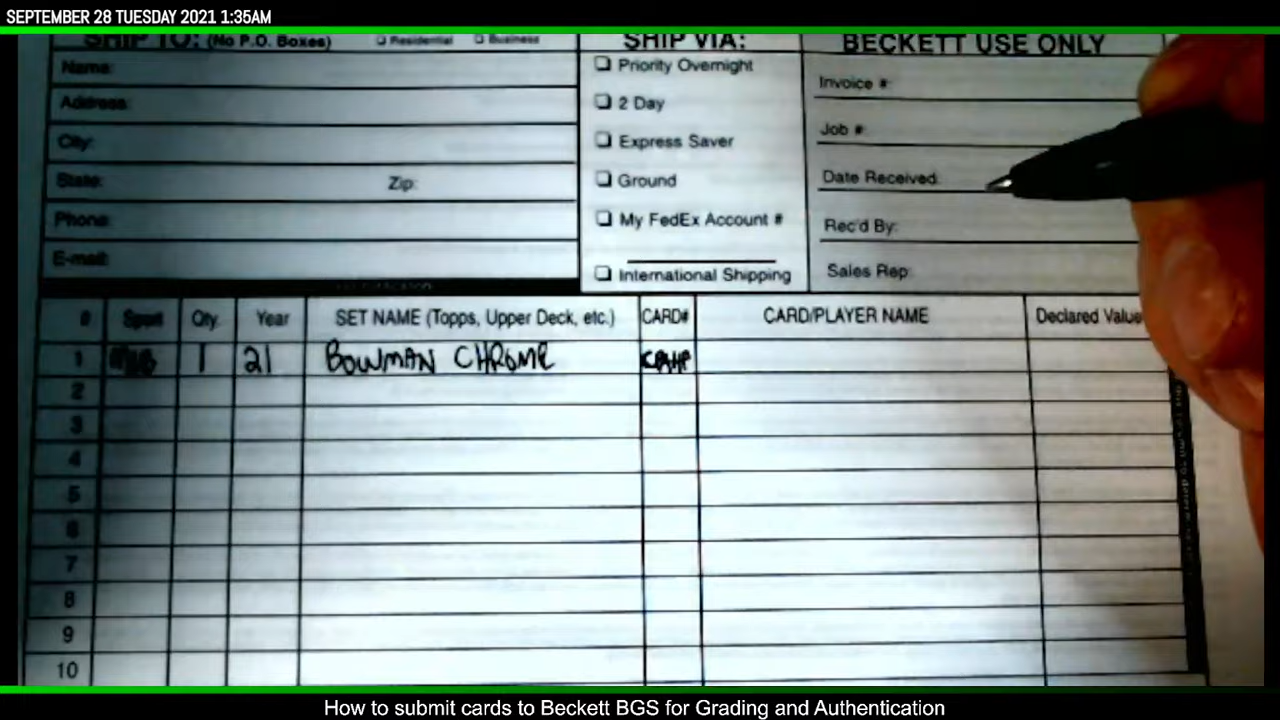 SEPTEMBER 28 TUESDAY 2021 1:35AM
SHIP TO: (No P.O. Boxes) Residential Business
Name:
Address:
City:
State: Zip:
Phone:
E-mail:
SHIP VIA:
Priority Overnight
2 Day
Express Saver
Ground
My FedEx Account #
International Shipping
BECKETT USE ONLY
Invoice #:
Job #:
Date Received:
Rec'd By:
Sales Rep:
# Sport Qty. Year SET NAME (Topps, Upper Deck, etc.) CARD# CARD/PLAYER NAME Declared Value
1 1 21 BOWMAN CHROME
2
3
4
5
6
7
8
9
10
How to submit cards to Beckett BGS for Grading and Authentication